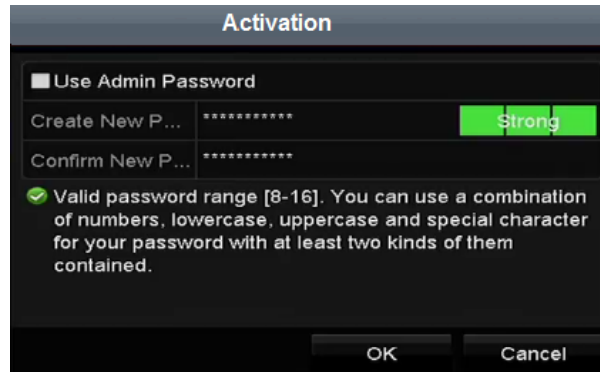 Activation
Use Admin Password
Create New P... *********** Strong
Confirm New P... ***********
Valid password range [8-16]. You can use a combination
of numbers, lowercase, uppercase and special character
for your password with at least two kinds of them
contained.
OK Cancel